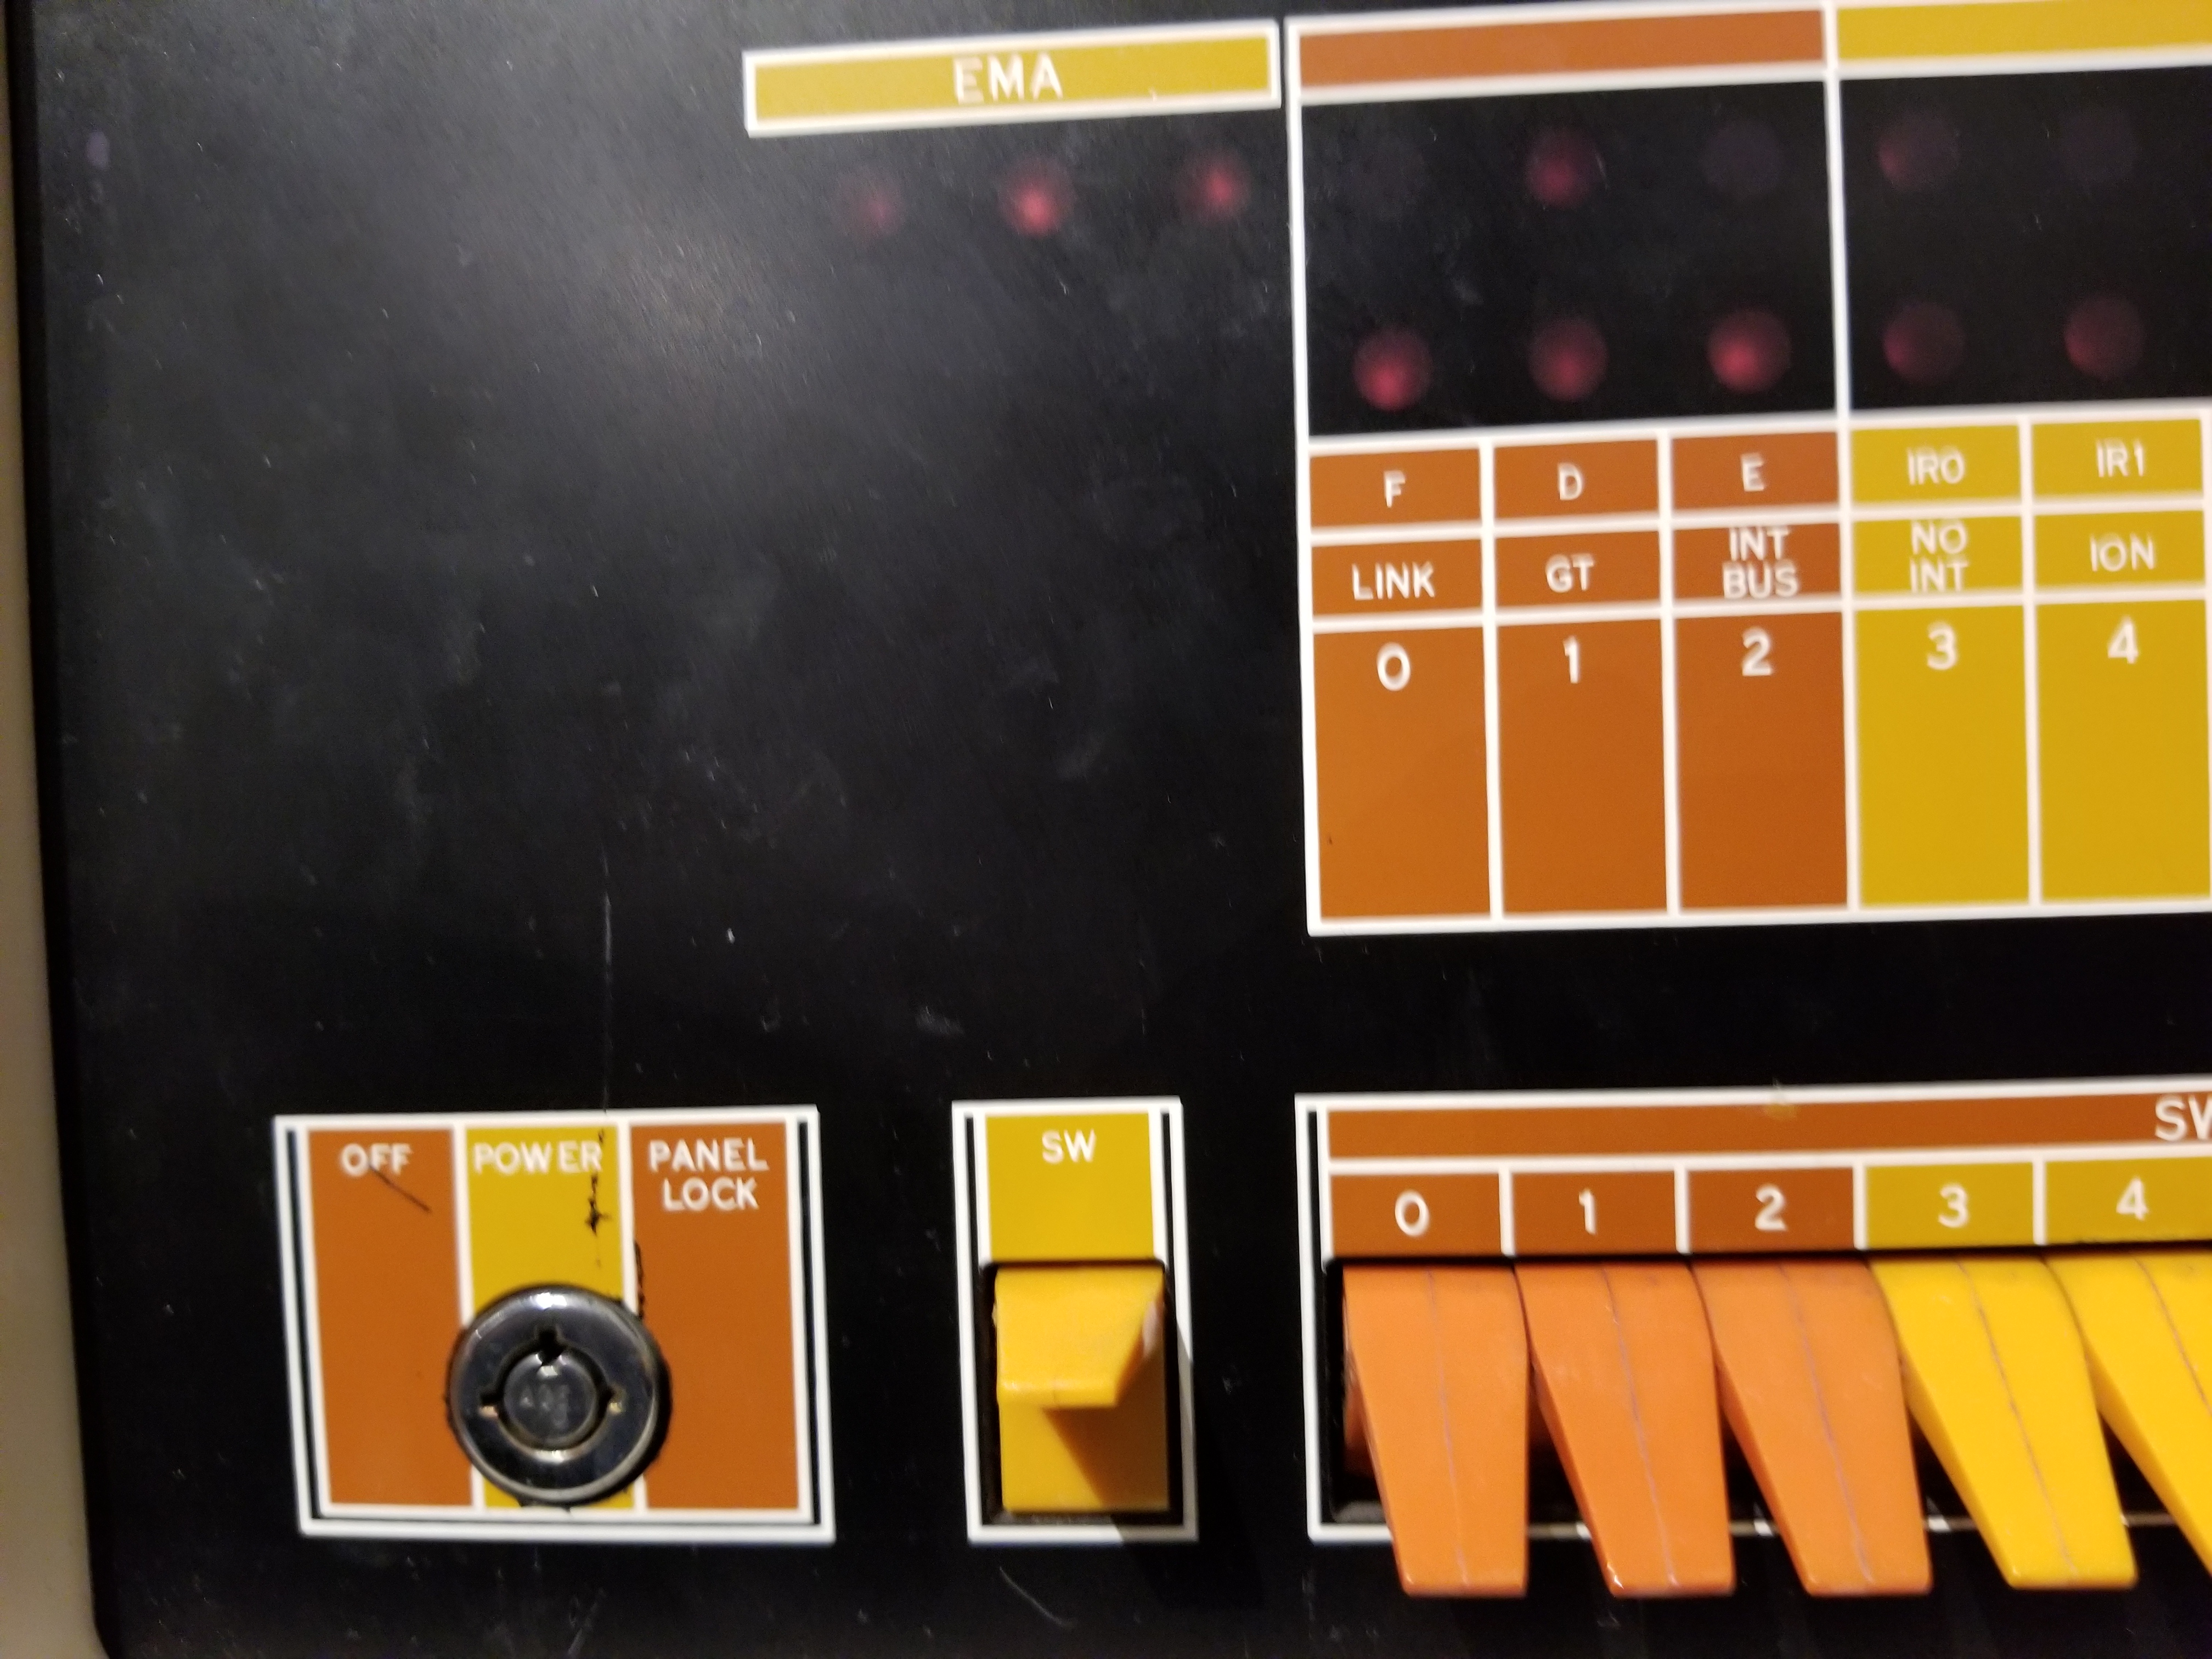 EMA
F D E IR0 IR1
LINK GT INT BUS NO INT ION
0 1 2 3 4
OFF POWER PANEL LOCK
SW
0 1 2 3 4